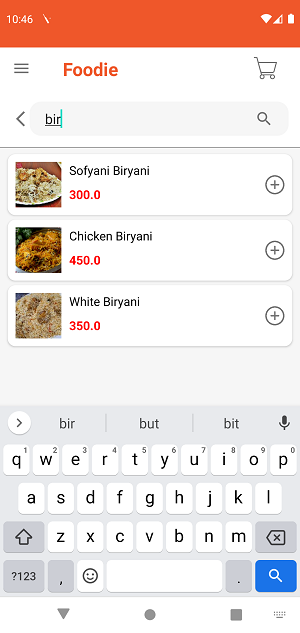 10:46
Foodie
bir
Sofyani Biryani
300.0
Chicken Biryani
450.0
White Biryani
350.0
bir but bit
q1 w2 e3 r4 t5 y6 u7 i8 o9 p0
a s d f g h j k l
z x c v b n m
?123 , .